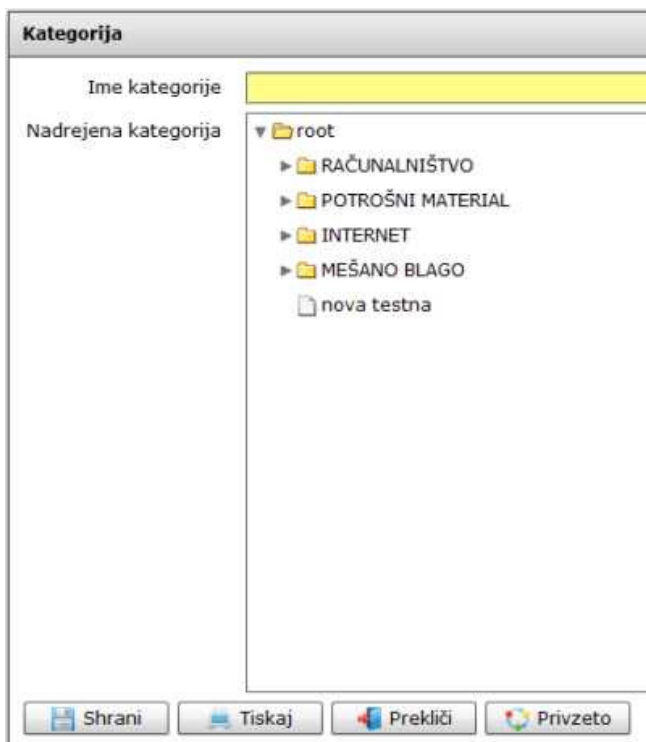 Kategorija
Ime kategorije
Nadrejena kategorija
root
RAČUNALNIŠTVO
POTROŠNI MATERIAL
INTERNET
MEŠANO BLAGO
nova testna
Shrani Tiskaj Prekliči Privzeto